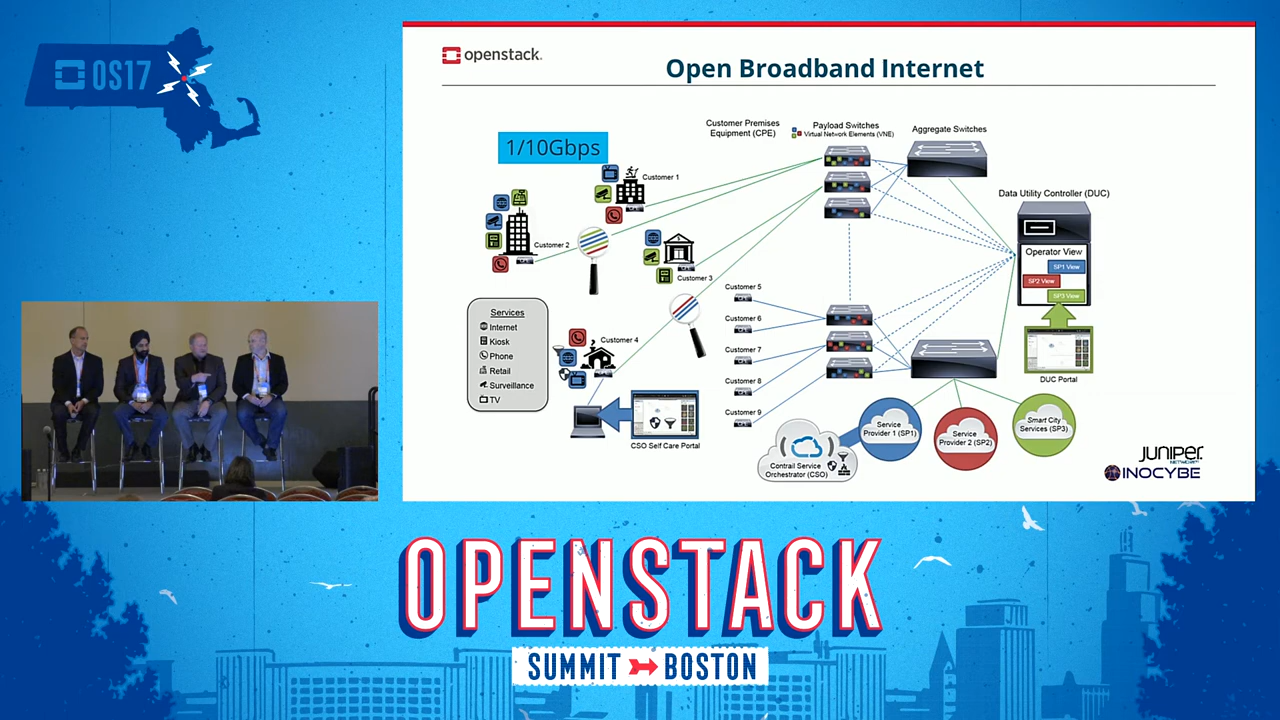 OS17
openstack.
Open Broadband Internet
1/10Gbps
Customer Premises
Equipment (CPE)
Payload Switches
Virtual Network Elements (VNE)
Aggregate Switches
Customer 1
Customer 2
Customer 3
Data Utility Controller (DUC)
Operator View
SP1 View
SP2 View
SP3 View
DUC Portal
Services
Internet
Kiosk
Phone
Retail
Surveillance
TV
Customer 4
CSO Self Care Portal
Customer 5
Customer 6
Customer 7
Customer 8
Customer 9
Contrail Service
Orchestrator (CSO)
Service
Provider 1 (SP1)
Service
Provider 2 (SP2)
Smart City
Services (SP3)
JUNIPER
NETWORKS
INOCYBE
OPENSTACK
SUMMIT BOSTON